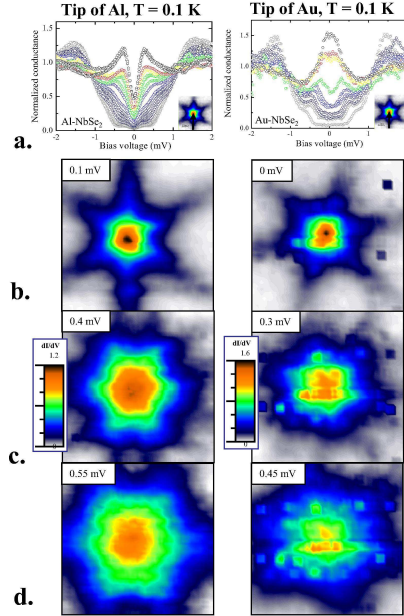 Tip of Al, T = 0.1 K
Tip of Au, T = 0.1 K
Normalized conductance
1.5
1.0
0.5
0.0
Al-NbSe2
-2 -1 0 1 2
Bias voltage (mV)
Normalized conductance
1.5
1.0
0.5
0.0
Au-NbSe2
-2 -1 0 1 2
Bias voltage (mV)
a.
0.1 mV
0 mV
b.
0.4 mV
0.3 mV
dI/dV
1.2
0
dI/dV
1.6
0
c.
0.55 mV
0.45 mV
d.